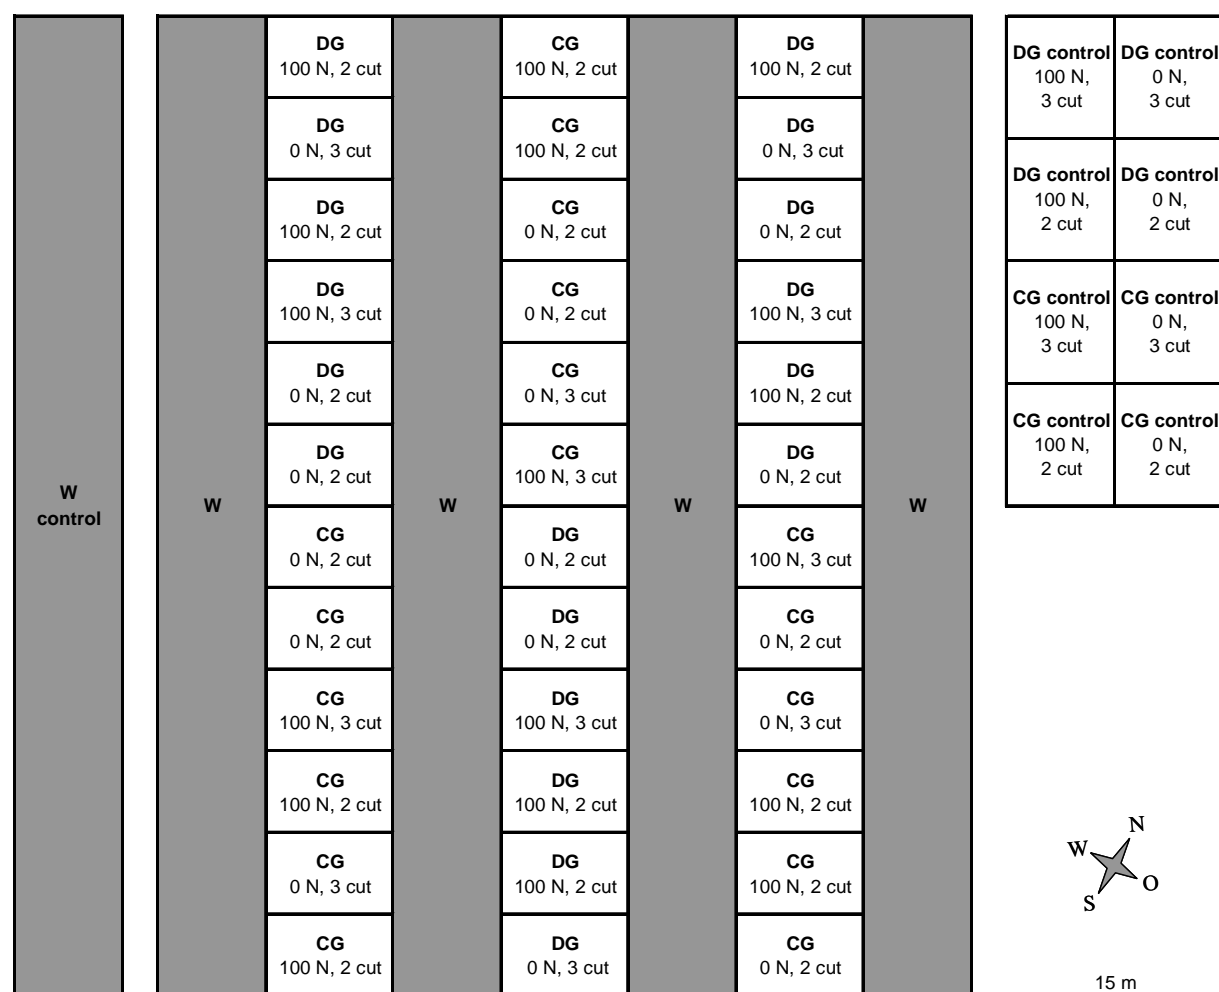 W
control
W
DG
100 N, 2 cut
DG
0 N, 3 cut
DG
100 N, 2 cut
DG
100 N, 3 cut
DG
0 N, 2 cut
DG
0 N, 2 cut
CG
0 N, 2 cut
CG
0 N, 2 cut
CG
100 N, 3 cut
CG
100 N, 2 cut
CG
0 N, 3 cut
CG
100 N, 2 cut
W
CG
100 N, 2 cut
CG
100 N, 2 cut
CG
0 N, 2 cut
CG
0 N, 2 cut
CG
0 N, 3 cut
CG
100 N, 3 cut
DG
0 N, 2 cut
DG
0 N, 2 cut
DG
100 N, 3 cut
DG
100 N, 2 cut
DG
100 N, 2 cut
DG
0 N, 3 cut
W
DG
100 N, 2 cut
DG
0 N, 3 cut
DG
0 N, 2 cut
DG
100 N, 3 cut
DG
100 N, 2 cut
DG
0 N, 2 cut
CG
100 N, 3 cut
CG
0 N, 2 cut
CG
0 N, 3 cut
CG
100 N, 2 cut
CG
100 N, 2 cut
CG
0 N, 2 cut
W
DG control
100 N,
3 cut
DG control
0 N,
3 cut
DG control
100 N,
2 cut
DG control
0 N,
2 cut
CG control
100 N,
3 cut
CG control
0 N,
3 cut
CG control
100 N,
2 cut
CG control
0 N,
2 cut
N
W
O
S
15 m